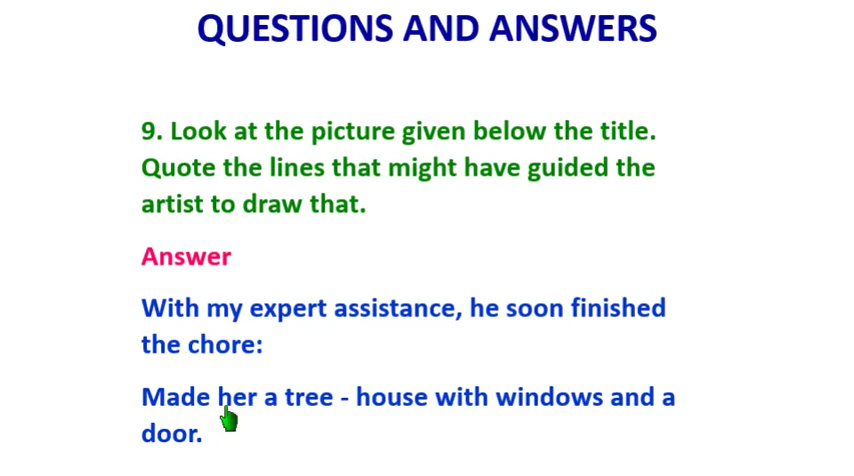 QUESTIONS AND ANSWERS
9. Look at the picture given below the title.
Quote the lines that might have guided the
artist to draw that.
Answer
With my expert assistance, he soon finished
the chore:
Made her a tree - house with windows and a
door.